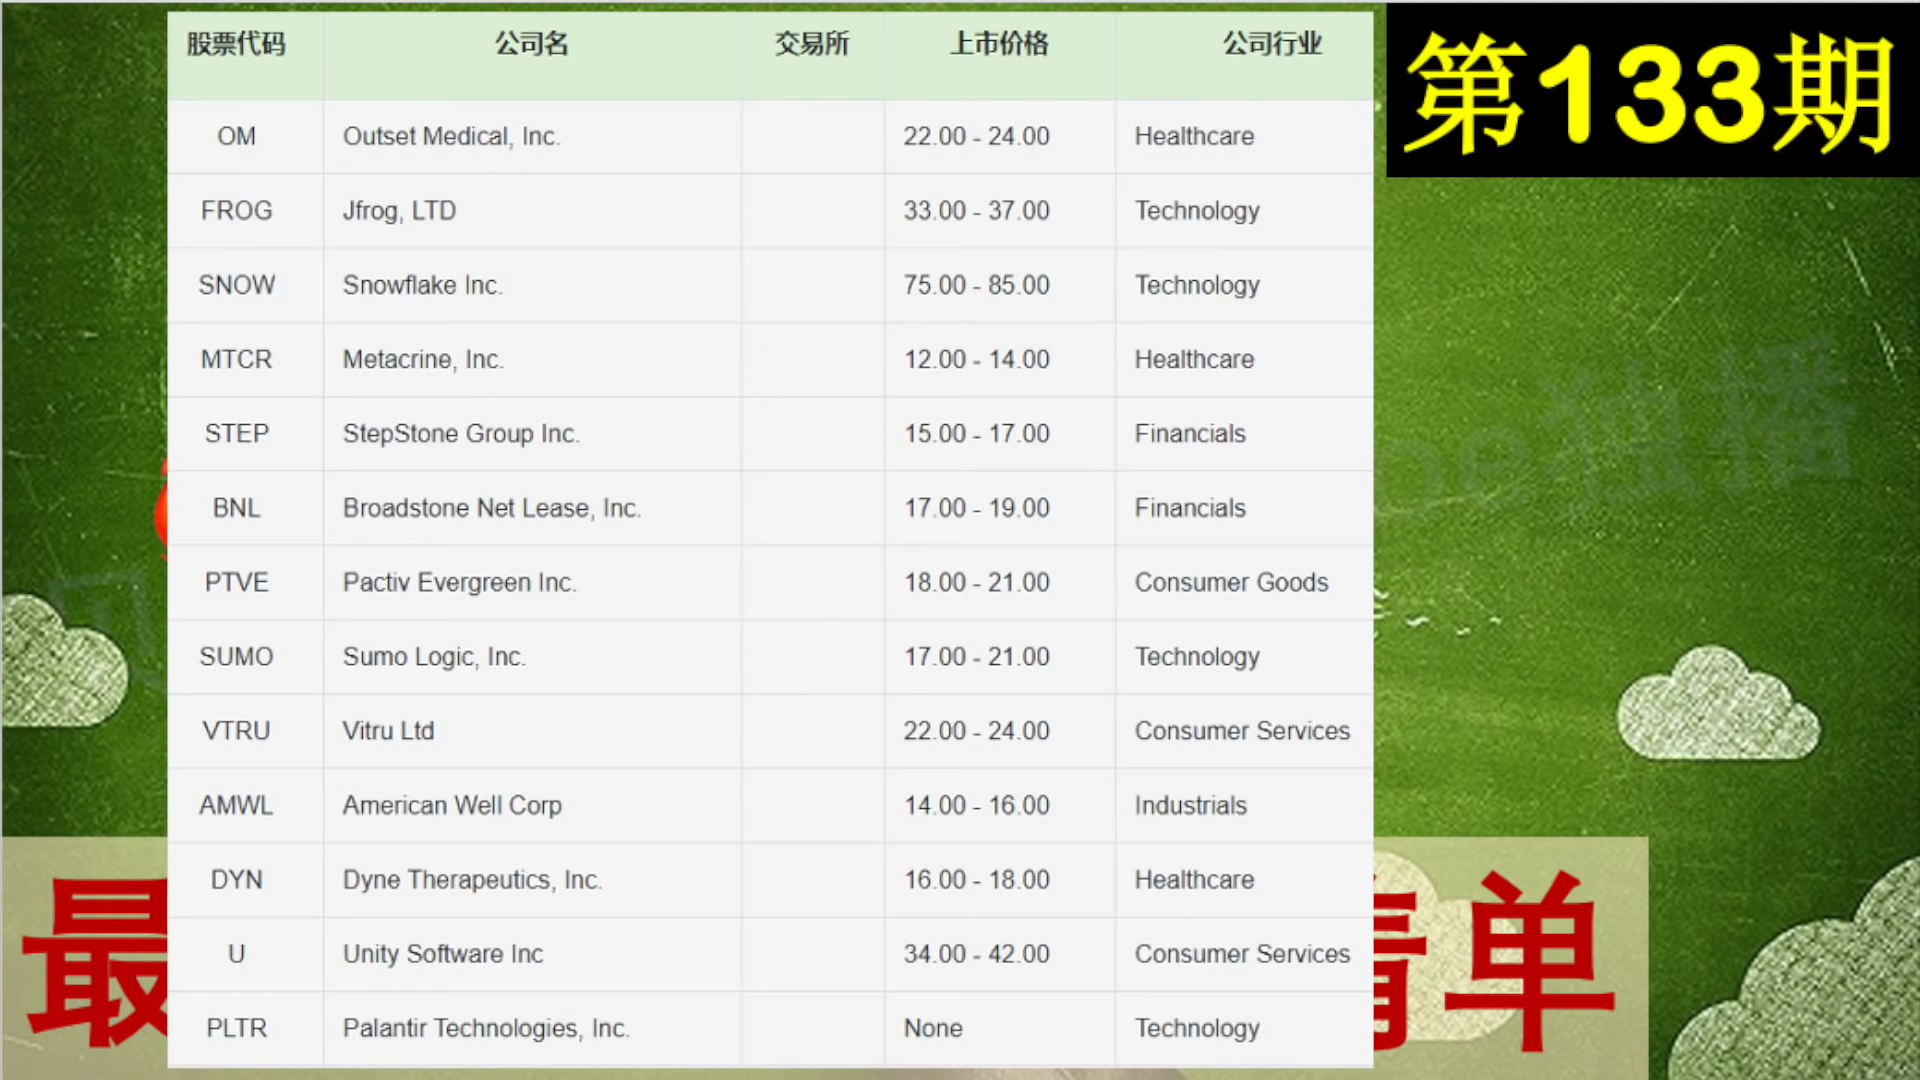 股票代码 公司名 交易所 上市价格 公司行业
第133期
OM Outset Medical, Inc. 22.00 - 24.00 Healthcare
FROG Jfrog, LTD 33.00 - 37.00 Technology
SNOW Snowflake Inc. 75.00 - 85.00 Technology
MTCR Metacrine, Inc. 12.00 - 14.00 Healthcare
STEP StepStone Group Inc. 15.00 - 17.00 Financials
BNL Broadstone Net Lease, Inc. 17.00 - 19.00 Financials
PTVE Pactiv Evergreen Inc. 18.00 - 21.00 Consumer Goods
SUMO Sumo Logic, Inc. 17.00 - 21.00 Technology
VTRU Vitru Ltd 22.00 - 24.00 Consumer Services
AMWL American Well Corp 14.00 - 16.00 Industrials
DYN Dyne Therapeutics, Inc. 16.00 - 18.00 Healthcare
U Unity Software Inc 34.00 - 42.00 Consumer Services
PLTR Palantir Technologies, Inc. None Technology
最 清单